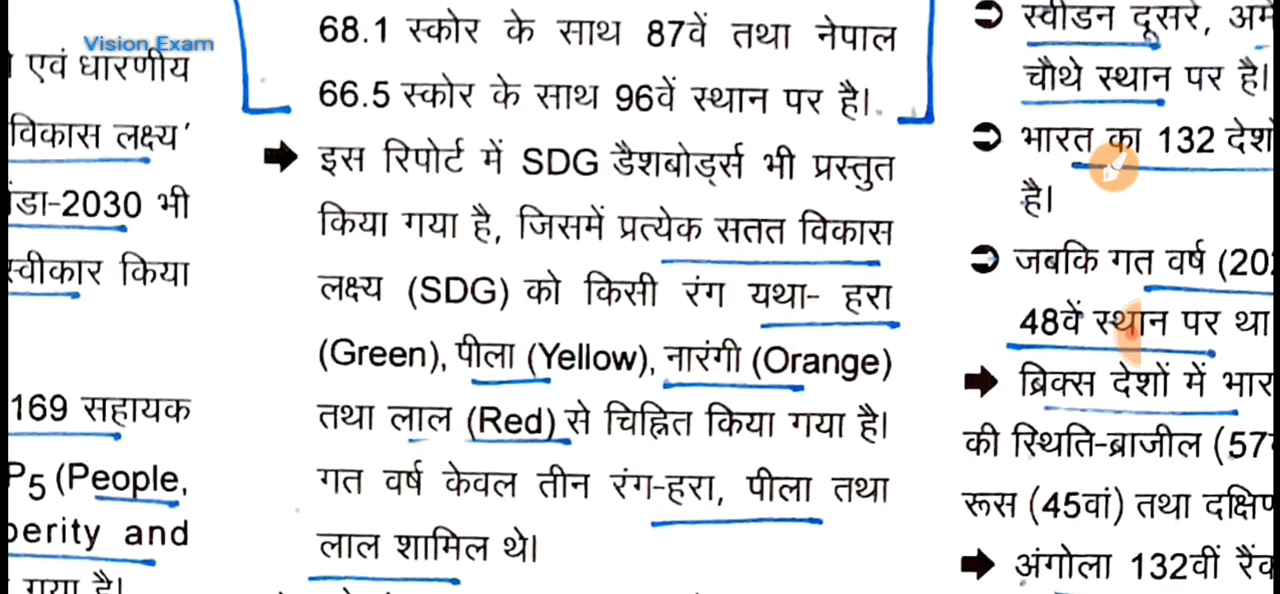 Vision Exam
एवं धारणीय
विकास लक्ष्य'
डा-2030 भी
स्वीकार किया
169 सहायक
P5 (People,
perity and
गया है।
68.1 स्कोर के साथ 87वें तथा नेपाल
66.5 स्कोर के साथ 96वें स्थान पर है।
इस रिपोर्ट में SDG डैशबोर्ड्स भी प्रस्तुत
किया गया है, जिसमें प्रत्येक सतत विकास
लक्ष्य (SDG) को किसी रंग यथा- हरा
(Green), पीला (Yellow), नारंगी (Orange)
तथा लाल (Red) से चिह्नित किया गया है।
गत वर्ष केवल तीन रंग-हरा, पीला तथा
लाल शामिल थे।
स्वीडन दूसरे,
चौथे स्थान पर है।
भारत का 132
है।
जबकि गत वर्ष (20
48वें स्थान पर था
ब्रिक्स देशों में
की स्थिति-ब्राजील (57
रूस (45वां) तथा
अंगोला 132वीं